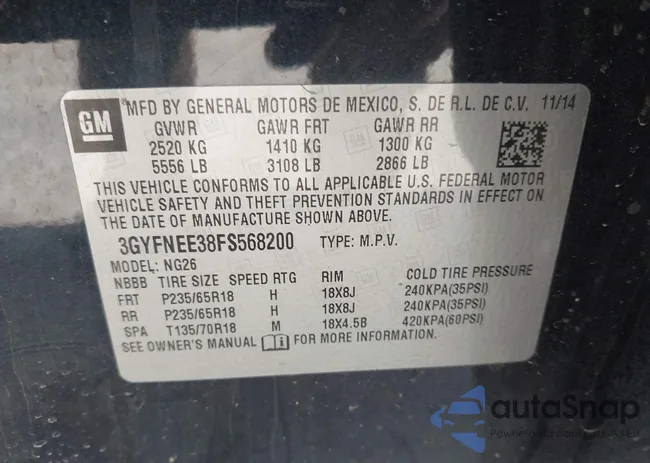 GM
MFD BY GENERAL MOTORS DE MEXICO, S. DE R.L. DE C.V. 11/14
GVWR GAWR FRT GAWR RR
2520 KG 1410 KG 1300 KG
5556 LB 3108 LB 2866 LB
THIS VEHICLE CONFORMS TO ALL APPLICABLE U.S. FEDERAL MOTOR
VEHICLE SAFETY AND THEFT PREVENTION STANDARDS IN EFFECT ON
THE DATE OF MANUFACTURE SHOWN ABOVE.
3GYFNEE38FS568200 TYPE: M.P.V.
MODEL: NG26
NBBB TIRE SIZE SPEED RTG RIM COLD TIRE PRESSURE
FRT P235/65R18 H 18X8J 240KPA(35PSI)
RR P235/65R18 H 18X8J 240KPA(35PSI)
SPA T135/70R18 M 18X4.5B 420KPA(60PSI)
SEE OWNER'S MANUAL FOR MORE INFORMATION.
autaSnap